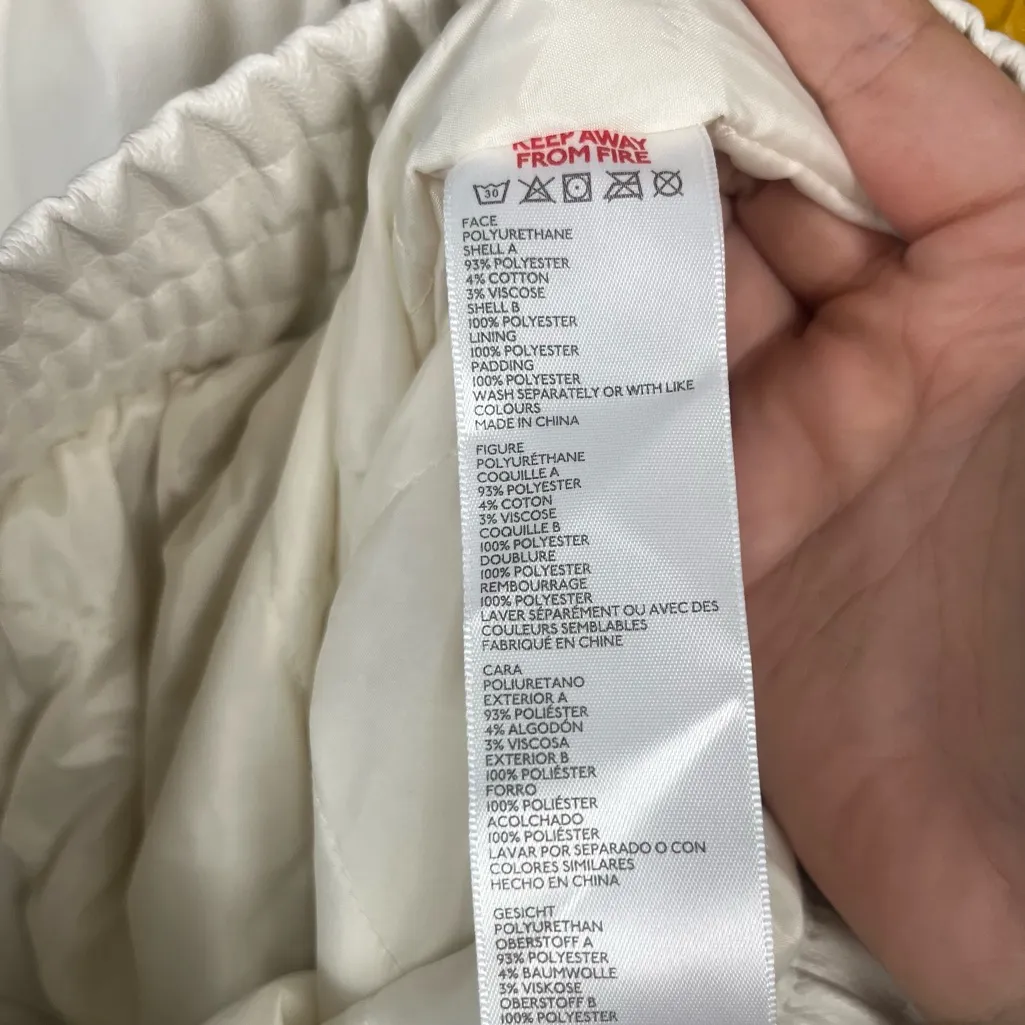 KEEP AWAY
FROM FIRE
30
FACE
POLYURETHANE
SHELL A
93% POLYESTER
4% COTTON
3% VISCOSE
SHELL B
100% POLYESTER
LINING
100% POLYESTER
PADDING
100% POLYESTER
WASH SEPARATELY OR WITH LIKE
COLOURS
MADE IN CHINA
FIGURE
POLYURÉTHANE
COQUILLE A
93% POLYESTER
4% COTON
3% VISCOSE
COQUILLE B
100% POLYESTER
DOUBLURE
100% POLYESTER
REMBOURRAGE
100% POLYESTER
LAVER SÉPARÉMENT OU AVEC DES
COULEURS SEMBLABLES
FABRIQUÉ EN CHINE
CARA
POLIURETANO
EXTERIOR A
93% POLIÉSTER
4% ALGODÓN
3% VISCOSA
EXTERIOR B
100% POLIÉSTER
FORRO
100% POLIÉSTER
ACOLCHADO
100% POLIÉSTER
LAVAR POR SEPARADO O CON
COLORES SIMILARES
HECHO EN CHINA
GESICHT
POLYURETHAN
OBERSTOFF A
93% POLYESTER
4% BAUMWOLLE
3% VISKOSE
OBERSTOFF B
100% POLYESTER